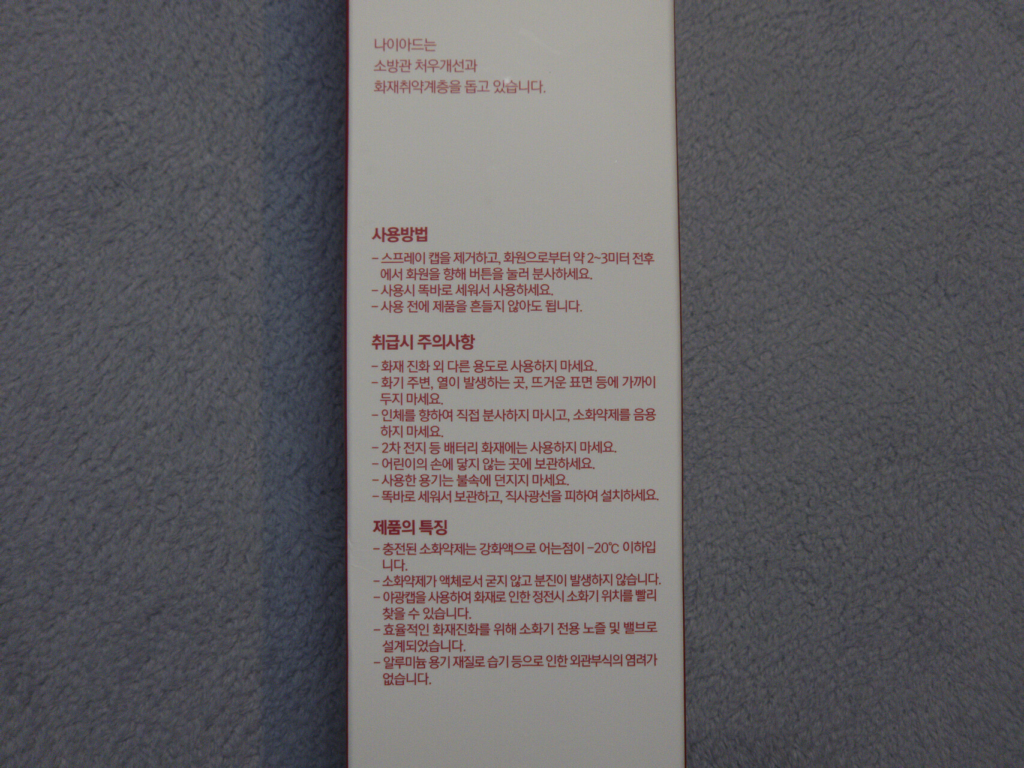 나이아드는
소방관 처우개선과
화재취약계층을 돕고 있습니다.
사용방법
- 스프레이 캡을 제거하고, 화원으로부터 약 2~3미터 전후
에서 화원을 향해 버튼을 눌러 분사하세요.
- 사용시 똑바로 세워서 사용하세요.
- 사용 전에 제품을 흔들지 않아도 됩니다.
취급시 주의사항
- 화재 진화 외 다른 용도로 사용하지 마세요.
- 화기 주변, 열이 발생하는 곳, 뜨거운 표면 등에 가까이
두지 마세요.
- 인체를 향하여 직접 분사하지 마시고, 소화약제를 음용
하지 마세요.
- 2차 전지 등 배터리 화재에는 사용하지 마세요.
- 어린이의 손에 닿지 않는 곳에 보관하세요.
- 사용한 용기는 불속에 던지지 마세요.
- 똑바로 세워서 보관하고, 직사광선을 피하여 설치하세요.
제품의 특징
- 충전된 소화약제는 강화액으로 어는점이 -20℃ 이하입
니다.
- 소화약제가 액체로서 굳지 않고 분진이 발생하지 않습니다.
- 야광캡을 사용하여 화재로 인한 정전시 소화기 위치를 빨리
찾을 수 있습니다.
- 효율적인 화재진화를 위해 소화기 전용 노즐 및 밸브로
설계되었습니다.
- 알루미늄 용기 재질로 습기 등으로 인한 외관부식의 염려가
없습니다.